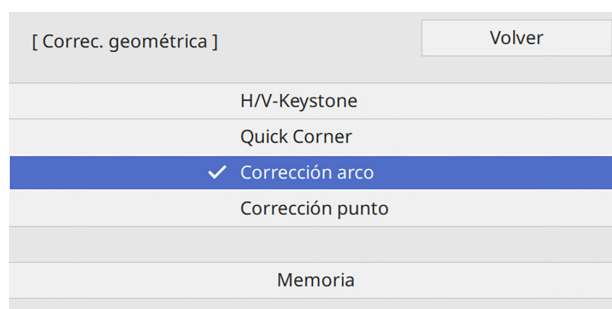 [ Correc. geométrica ]
Volver
H/V-Keystone
Quick Corner
Corrección arco
Corrección punto
Memoria